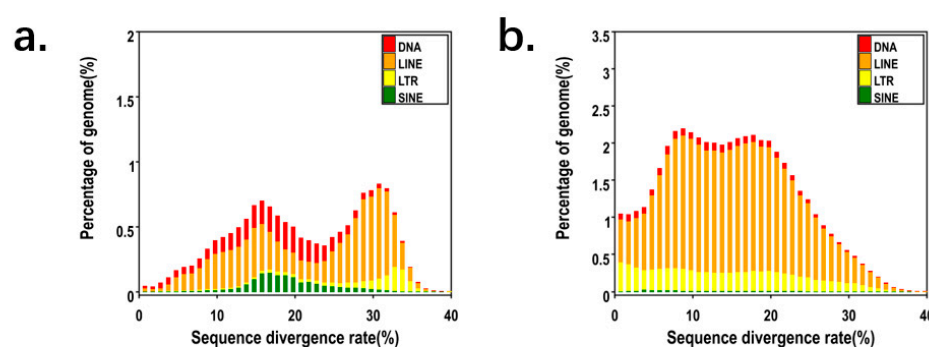 a.
Percentage of genome(%)
2
1.5
1
0.5
0
0 10 20 30 40
Sequence divergence rate(%)
DNA
LINE
LTR
SINE
b.
Percentage of genome(%)
3.5
3
2.5
2
1.5
1
0.5
0
0 10 20 30 40
Sequence divergence rate(%)
DNA
LINE
LTR
SINE